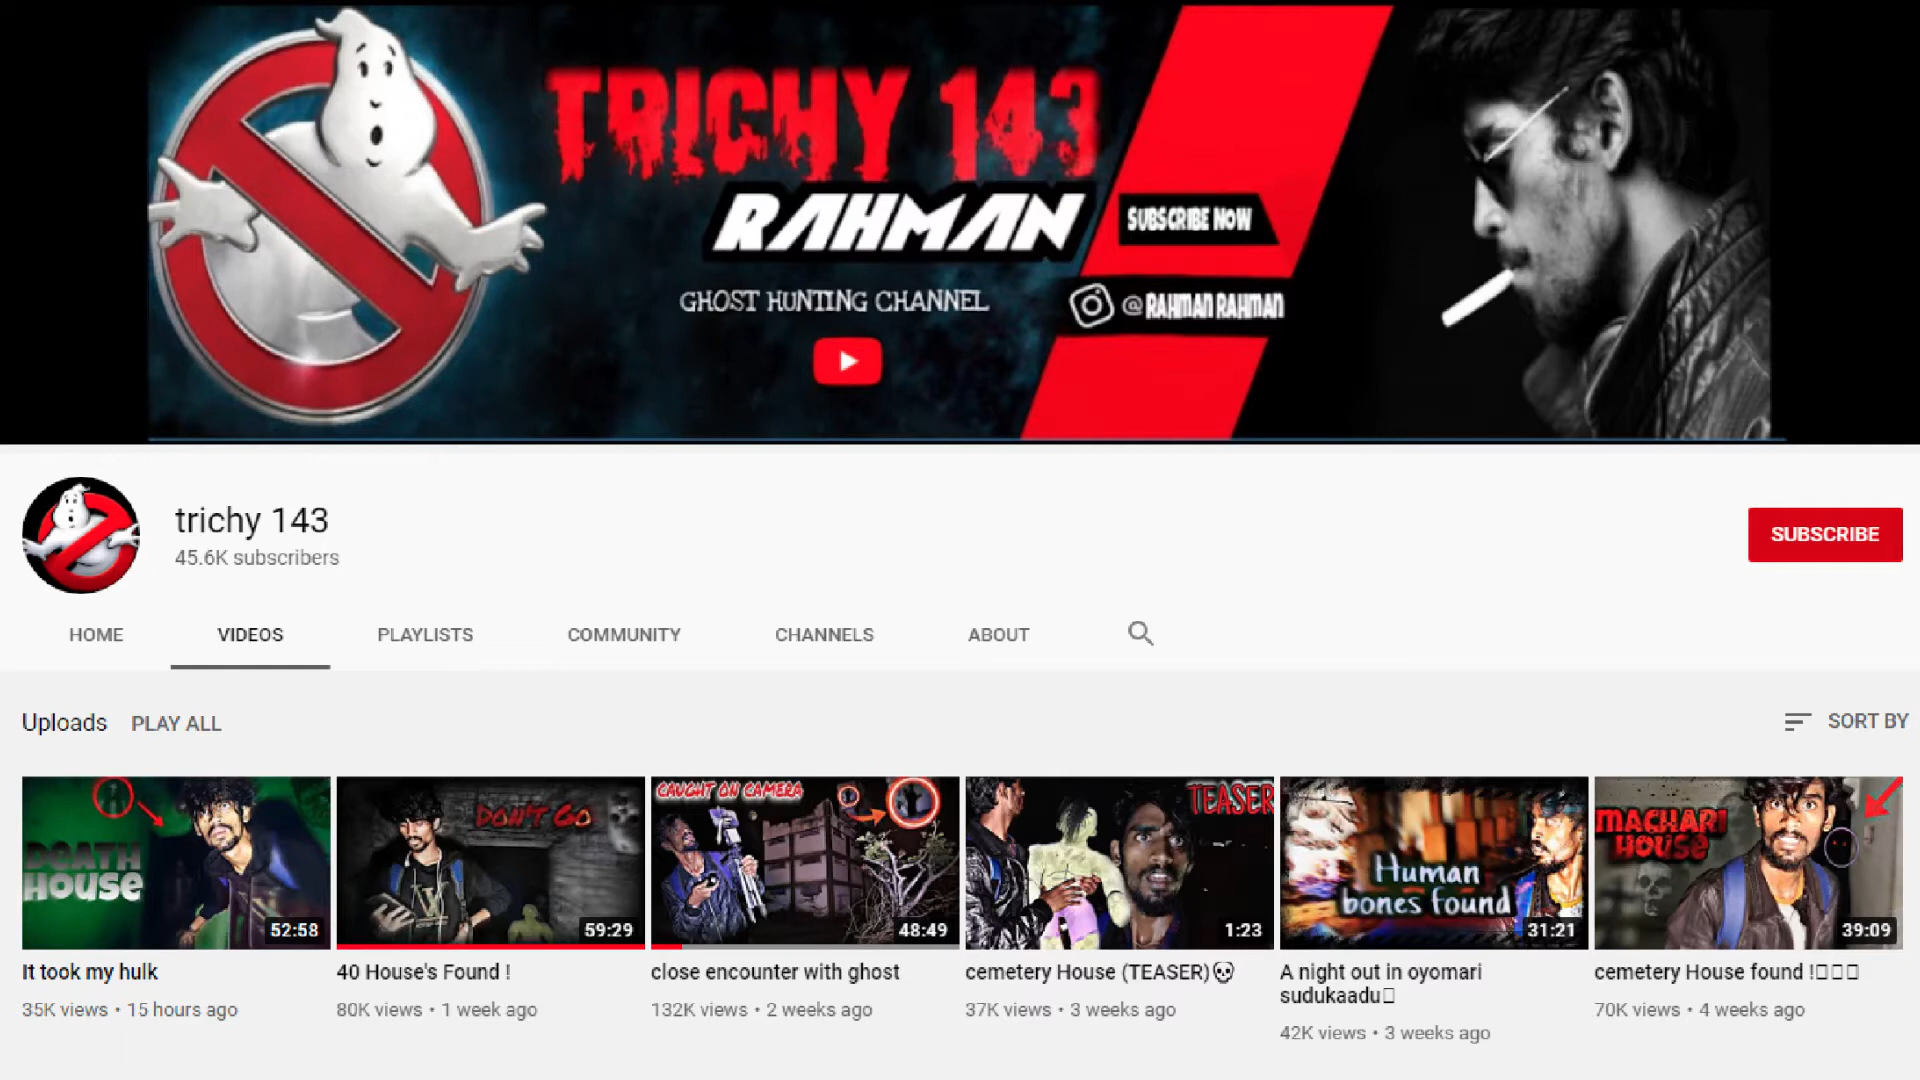 TRICHY 143
RAHMAN
SUBSCRIBE NOW
GHOST HUNTING CHANNEL
@RAHMAN RAHMAN
trichy 143
45.6K subscribers
SUBSCRIBE
HOME VIDEOS PLAYLISTS COMMUNITY CHANNELS ABOUT
Uploads PLAY ALL
SORT BY
DEATH
HOUSE
52:58
DON'T GO
59:29
CAUGHT ON CAMERA
48:49
TEASER
1:23
Human
bones found
31:21
MACHARI
HOUSE
39:09
It took my hulk
35K views • 15 hours ago
40 House's Found !
80K views • 1 week ago
close encounter with ghost
132K views • 2 weeks ago
cemetery House (TEASER)💀
37K views • 3 weeks ago
A night out in oyomari
sudukaadu
42K views • 3 weeks ago
cemetery House found !
70K views • 4 weeks ago